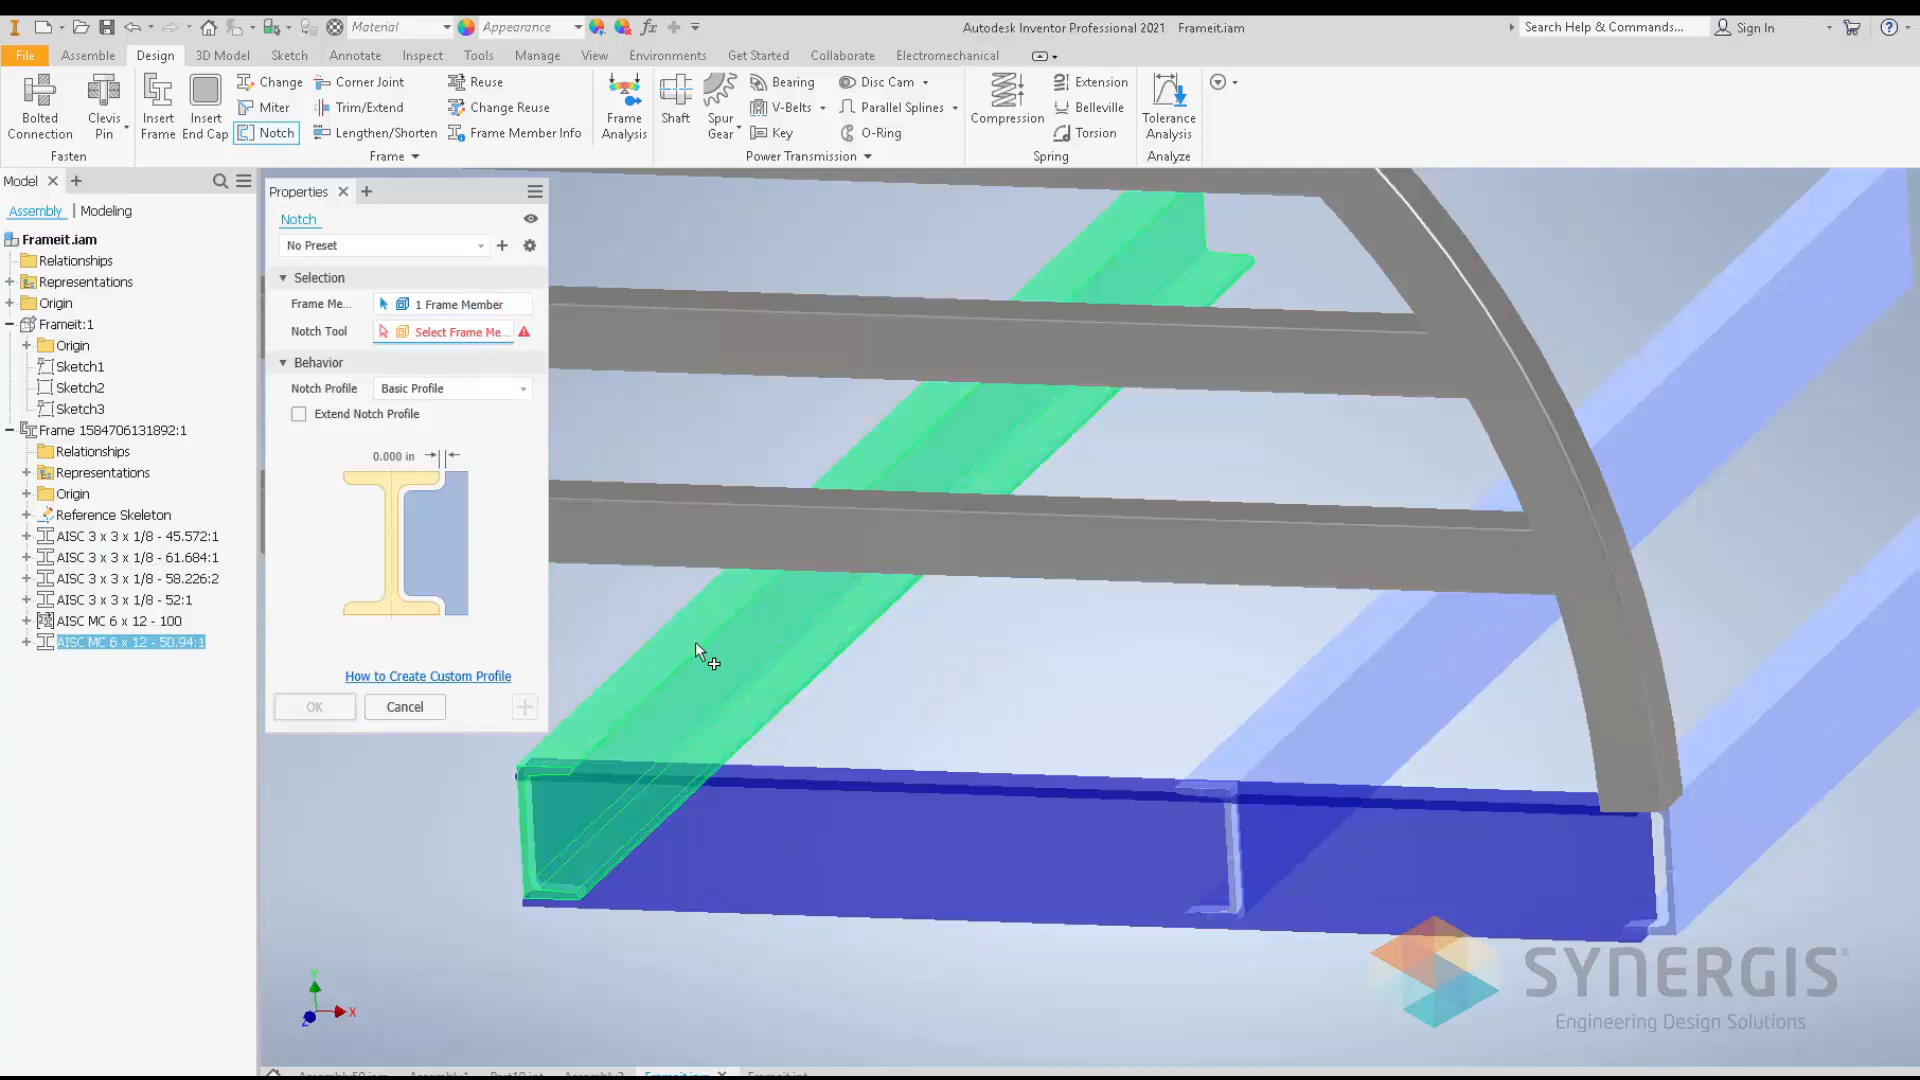 Material
Appearance
fx
Autodesk Inventor Professional 2021 Frameit.iam
Search Help & Commands...
Sign In
File
Assemble
Design
3D Model
Sketch
Annotate
Inspect
Tools
Manage
View
Environments
Get Started
Collaborate
Electromechanical
Bolted Connection
Clevis Pin
Fasten
Insert Frame
Insert End Cap
Change
Miter
Notch
Corner Joint
Trim/Extend
Lengthen/Shorten
Reuse
Change Reuse
Frame Member Info
Frame
Frame Analysis
Shaft
Spur Gear
Bearing
V-Belts
Key
Disc Cam
Parallel Splines
O-Ring
Power Transmission
Compression
Extension
Belleville
Torsion
Spring
Tolerance Analysis
Analyze
Model
Assembly | Modeling
Frameit.iam
Relationships
Representations
Origin
Frameit:1
Origin
Sketch1
Sketch2
Sketch3
Frame 1584706131892:1
Relationships
Representations
Origin
Reference Skeleton
AISC 3 x 3 x 1/8 - 45.572:1
AISC 3 x 3 x 1/8 - 61.684:1
AISC 3 x 3 x 1/8 - 58.226:2
AISC 3 x 3 x 1/8 - 52:1
AISC MC 6 x 12 - 100
AISC MC 6 x 12 - 50.94:1
Properties
Notch
No Preset
Selection
Frame Me...
1 Frame Member
Notch Tool
Select Frame Me...
Behavior
Notch Profile
Basic Profile
Extend Notch Profile
0.000 in
How to Create Custom Profile
OK
Cancel
Y
X
Z
SYNERGIS®
Engineering Design Solutions